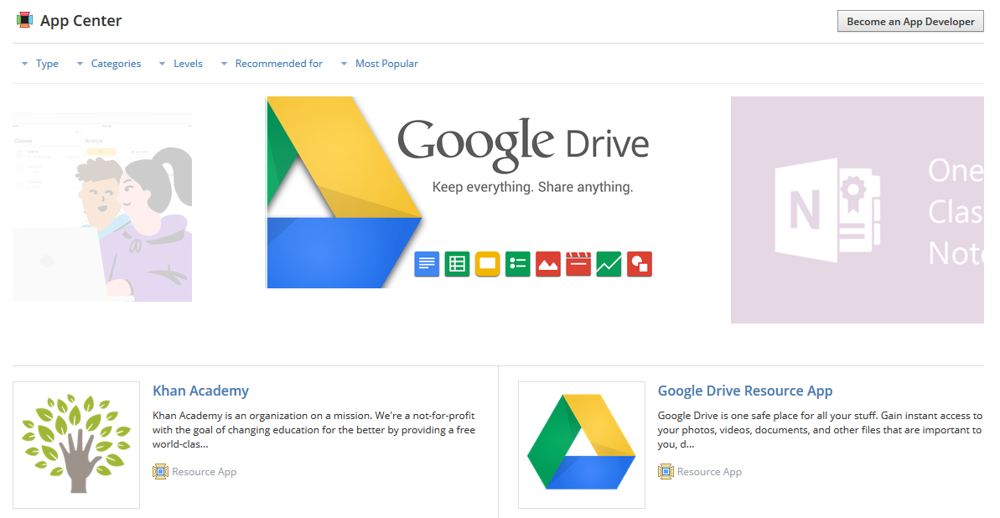 App Center
Become an App Developer
Type Categories Levels Recommended for Most Popular
Classes
Science
Google Drive
Keep everything. Share anything.
N
One
Clas
Note
Khan Academy
Khan Academy is an organization on a mission. We're a not-for-profit
with the goal of changing education for the better by providing a free
world-clas...
Resource App
Google Drive Resource App
Google Drive is one safe place for all your stuff. Gain instant access to
your photos, videos, documents, and other files that are important to
you, d...
Resource App